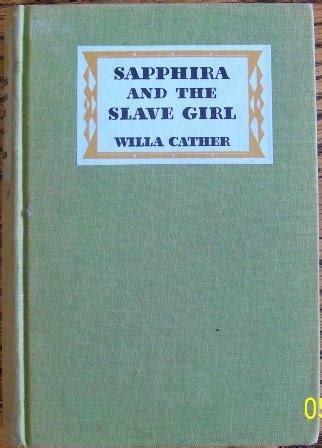 SAPPHIRA
AND THE
SLAVE GIRL
WILLA CATHER